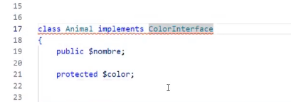 15
16
17 class Animal implements ColorInterface
18 {
19 public $nombre;
20
21 protected $color;
22
23